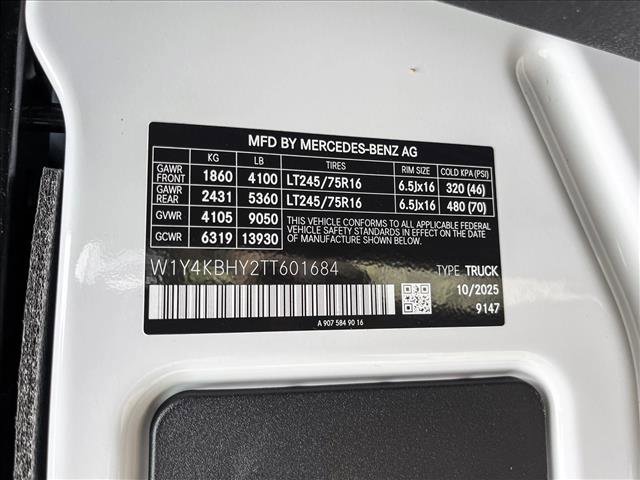 MFD BY MERCEDES-BENZ AG
KG LB TIRES RIM SIZE COLD KPA (PSI)
GAWR FRONT 1860 4100 LT245/75R16 6.5Jx16 320 (46)
GAWR REAR 2431 5360 LT245/75R16 6.5Jx16 480 (70)
GVWR 4105 9050
GCWR 6319 13930
THIS VEHICLE CONFORMS TO ALL APPLICABLE FEDERAL
VEHICLE SAFETY STANDARDS IN EFFECT ON THE DATE
OF MANUFACTURE SHOWN.
W1Y4KBHY2TT601684 TYPE TRUCK
10/2025
9147
A 907 584 90 16